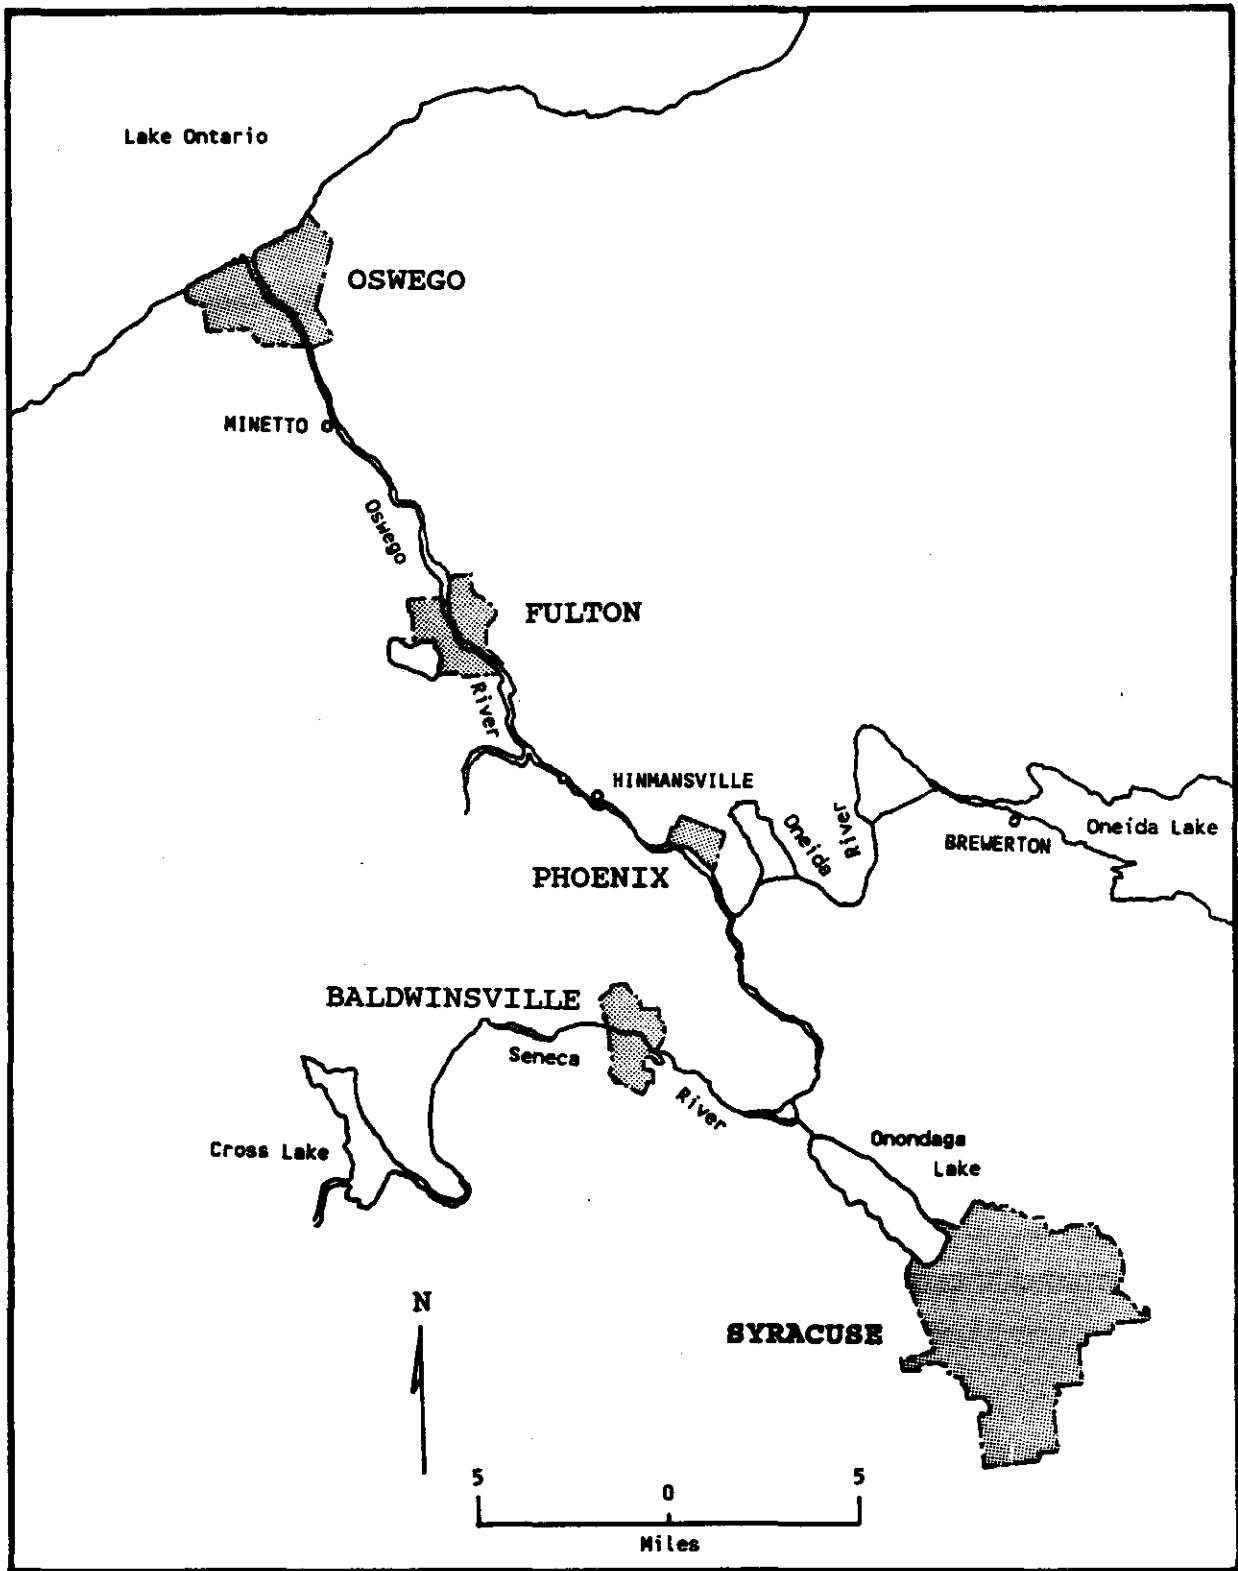 Lake Ontario
OSWEGO
MINETTO
Oswego
FULTON
River
HINMANSVILLE
Oneida
River
BREWERTON
Oneida Lake
PHOENIX
BALDWINSVILLE
Seneca
River
Cross Lake
Onondaga
Lake
N
SYRACUSE
5
0
5
Miles